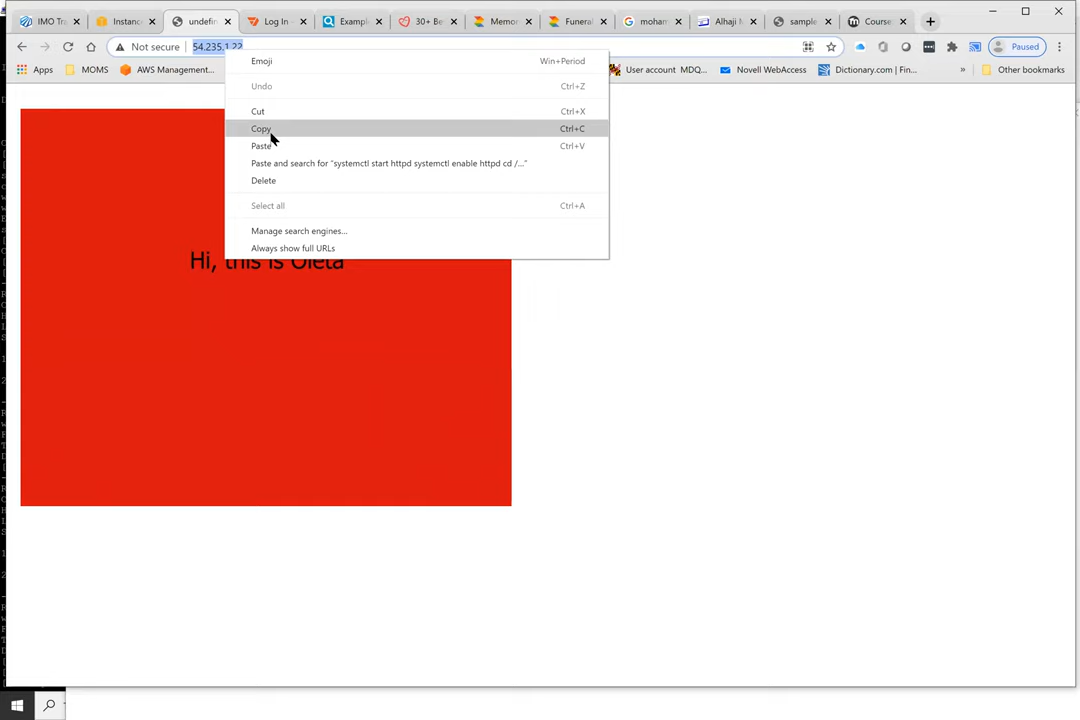 IMO Tra
Instanc
undefin
Log In -
Example
30+ Be
Memor
Funeral
moham
Alhaji M
sample
Course
Not secure
54.235.1.22
Paused
Apps
MOMS
AWS Management...
User account MDQ...
Novell WebAccess
Dictionary.com | Fin...
»
Other bookmarks
Emoji Win+Period
Undo Ctrl+Z
Cut Ctrl+X
Copy Ctrl+C
Paste Ctrl+V
Paste and search for "systemctl start httpd systemctl enable httpd cd /..."
Delete
Select all Ctrl+A
Manage search engines...
Always show full URLs
Hi, this is Oleta